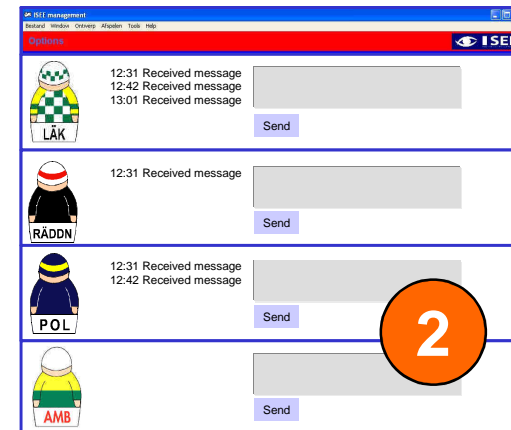 ISEE management
Bestand Window Ontwerp Afspelen Tools Help
Options
ISEE
12:31 Received message
12:42 Received message
13:01 Received message
Send
LÄK
12:31 Received message
Send
RÄDDN
12:31 Received message
12:42 Received message
Send
POL
2
Send
AMB